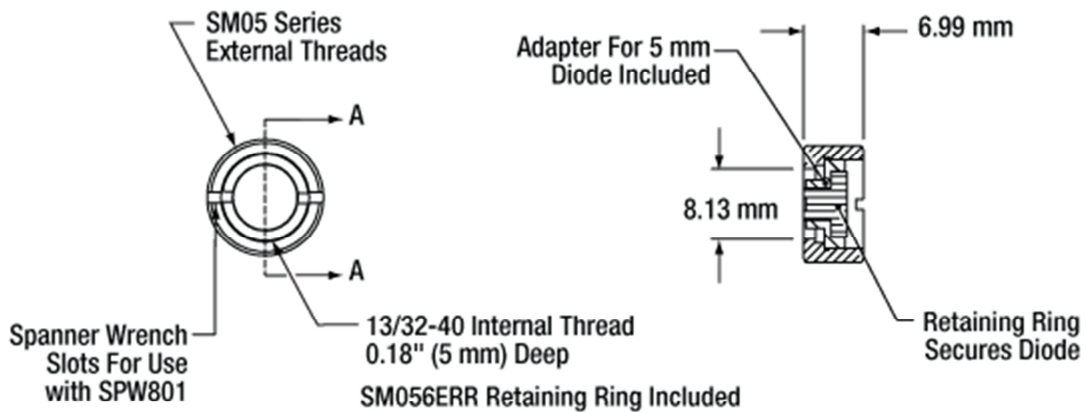 SM05 Series
External Threads
A
A
Spanner Wrench
Slots For Use
with SPW801
13/32-40 Internal Thread
0.18" (5 mm) Deep
SM056ERR Retaining Ring Included
Adapter For 5 mm
Diode Included
6.99 mm
8.13 mm
Retaining Ring
Secures Diode